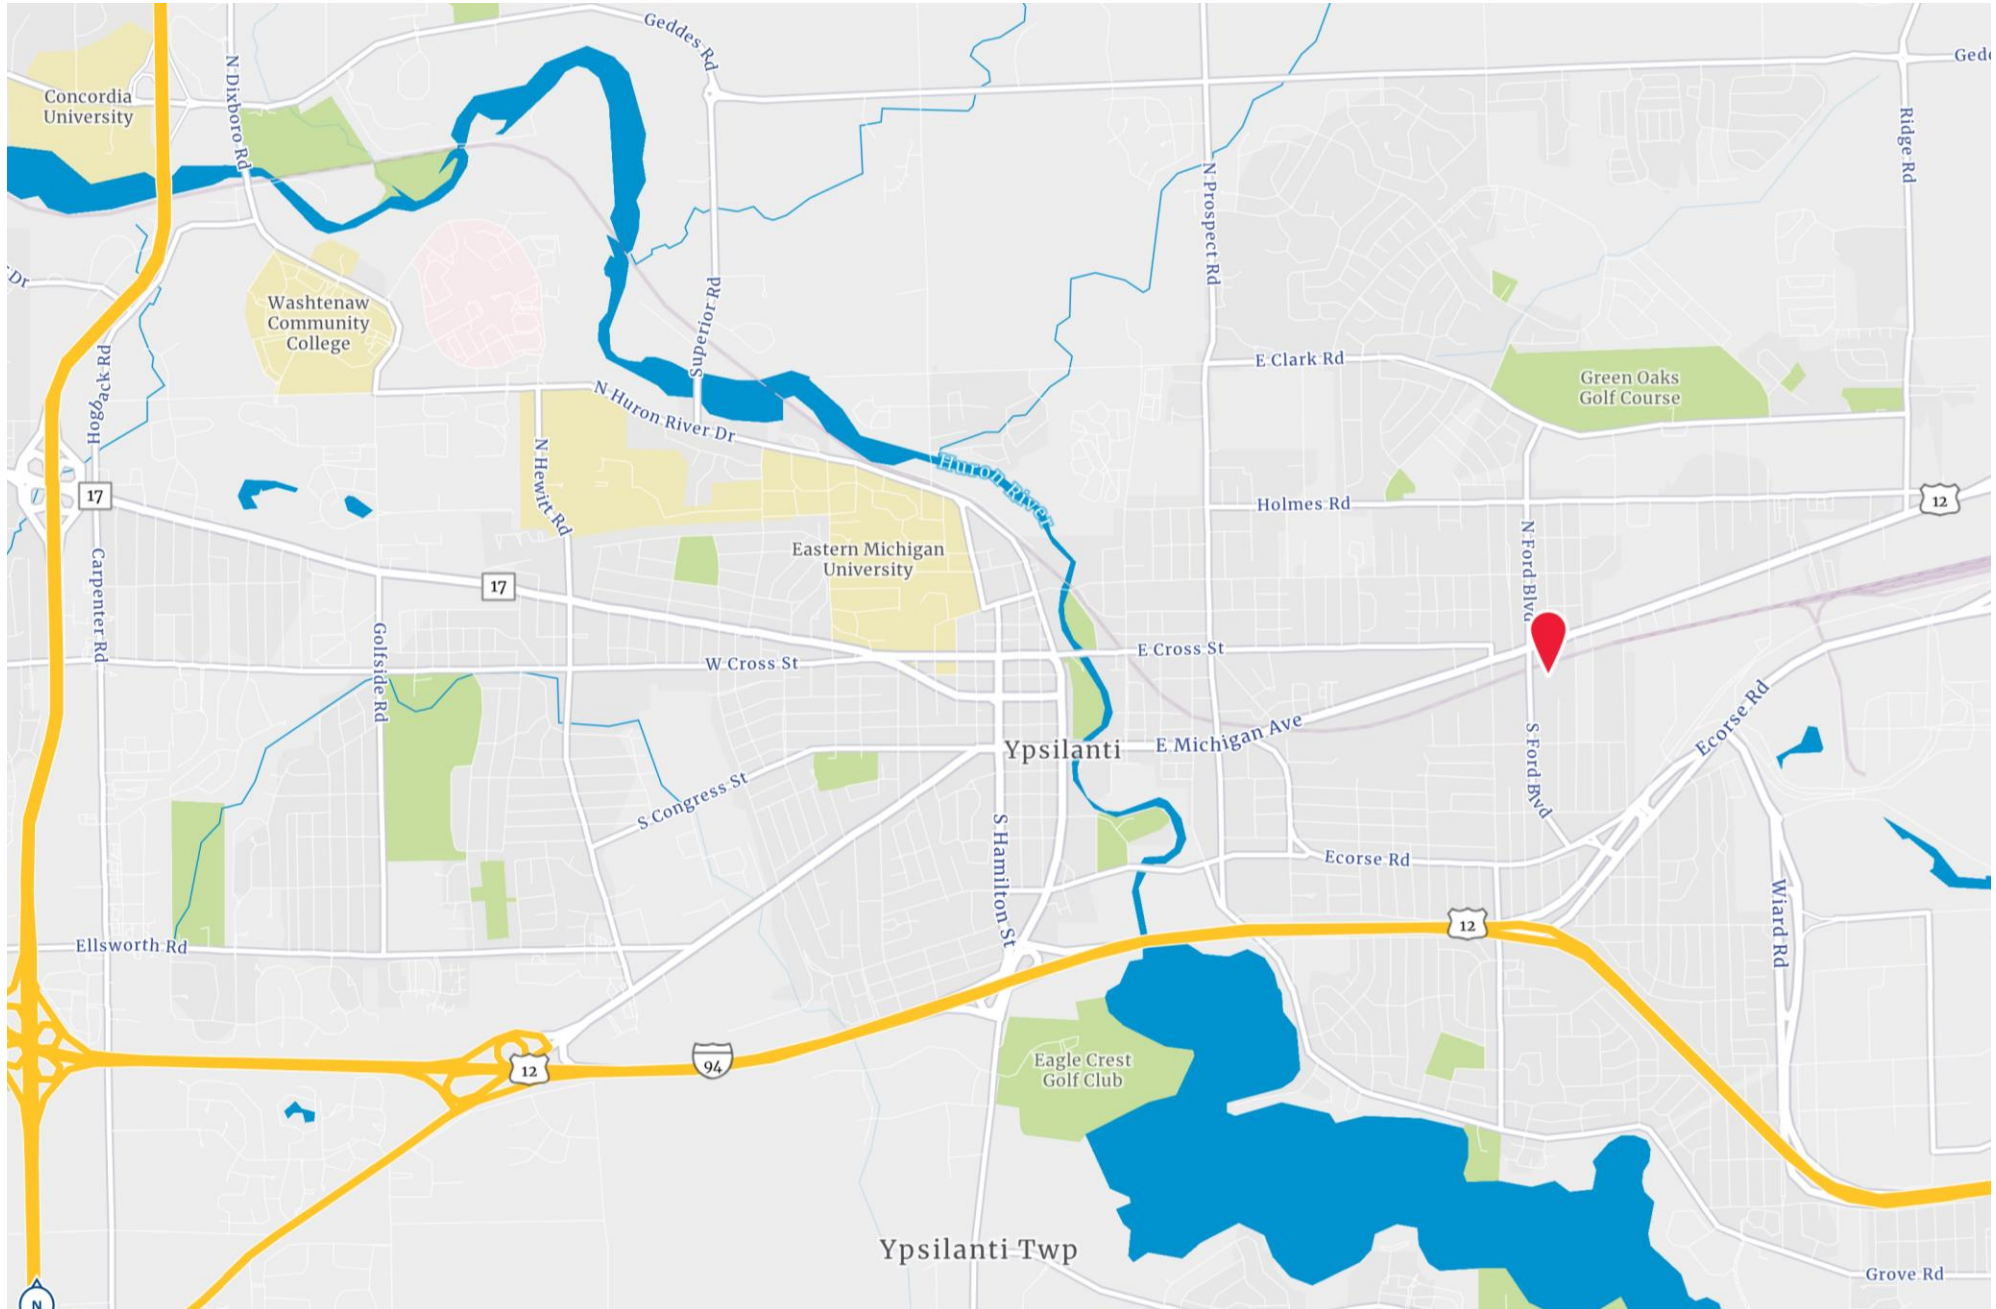 Geddes Rd
Gedd
Concordia
University
N Dixboro Rd
Ridge Rd
N Prospect Rd
Dr
Washtenaw
Community
College
Superior Rd
Hogback Rd
E Clark Rd
Green Oaks
Golf Course
N Huron River Dr
N Hewitt Rd
Huron River
17
Holmes Rd
12
Eastern Michigan
University
N Ford Blvd
Carpenter Rd
17
Golfside Rd
W Cross St
E Cross St
Ecorse Rd
E Michigan Ave
Ypsilanti
S Ford Blvd
S Congress St
S Hamilton St
Ecorse Rd
Wiard Rd
12
Ellsworth Rd
94
12
Eagle Crest
Golf Club
Ypsilanti Twp
Grove Rd
N